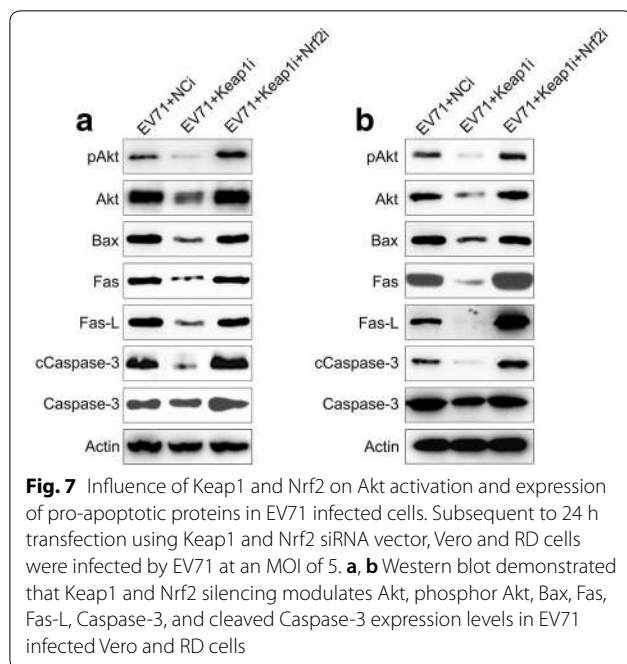 a
EV71+NCi
EV71+Keap1i
EV71+Keap1i+Nrf2i
pAkt
Akt
Bax
Fas
Fas-L
cCaspase-3
Caspase-3
Actin
b
EV71+NCi
EV71+Keap1i
EV71+Keap1i+Nrf2i
pAkt
Akt
Bax
Fas
Fas-L
cCaspase-3
Caspase-3
Actin
Fig. 7 Influence of Keap1 and Nrf2 on Akt activation and expression
of pro-apoptotic proteins in EV71 infected cells. Subsequent to 24 h
transfection using Keap1 and Nrf2 siRNA vector, Vero and RD cells
were infected by EV71 at an MOI of 5. a, b Western blot demonstrated
that Keap1 and Nrf2 silencing modulates Akt, phosphor Akt, Bax, Fas,
Fas-L, Caspase-3, and cleaved Caspase-3 expression levels in EV71
infected Vero and RD cells